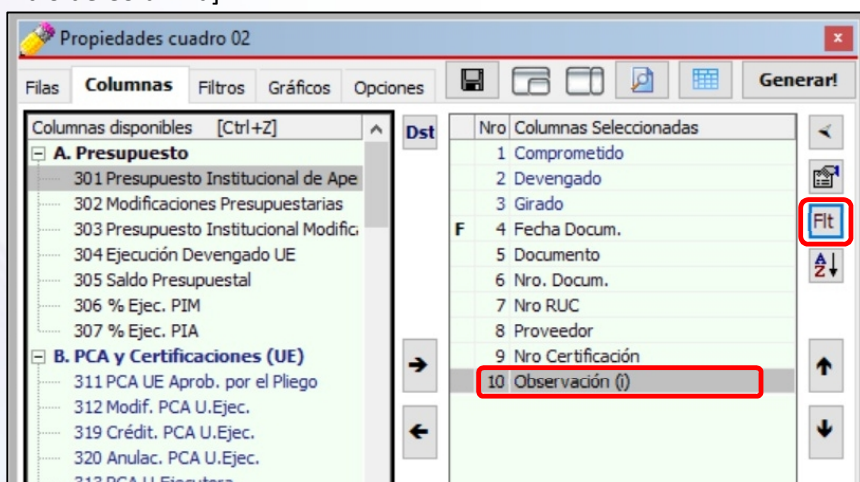 Propiedades cuadro 02
x
Filas Columnas Filtros Gráficos Opciones Generar!
Columnas disponibles [Ctrl+Z]
A. Presupuesto
301 Presupuesto Institucional de Ape
302 Modificaciones Presupuestarias
303 Presupuesto Institucional Modific
304 Ejecución Devengado UE
305 Saldo Presupuestal
306 % Ejec. PIM
307 % Ejec. PIA
B. PCA y Certificaciones (UE)
311 PCA UE Aprob. por el Pliego
312 Modif. PCA U.Ejec.
319 Crédit. PCA U.Ejec.
320 Anulac. PCA U.Ejec.
Dst
Nro Columnas Seleccionadas
1 Comprometido
2 Devengado
3 Girado
F 4 Fecha Docum.
5 Documento
6 Nro. Docum.
7 Nro RUC
8 Proveedor
9 Nro Certificación
10 Observación (i)
Flt
A
Z